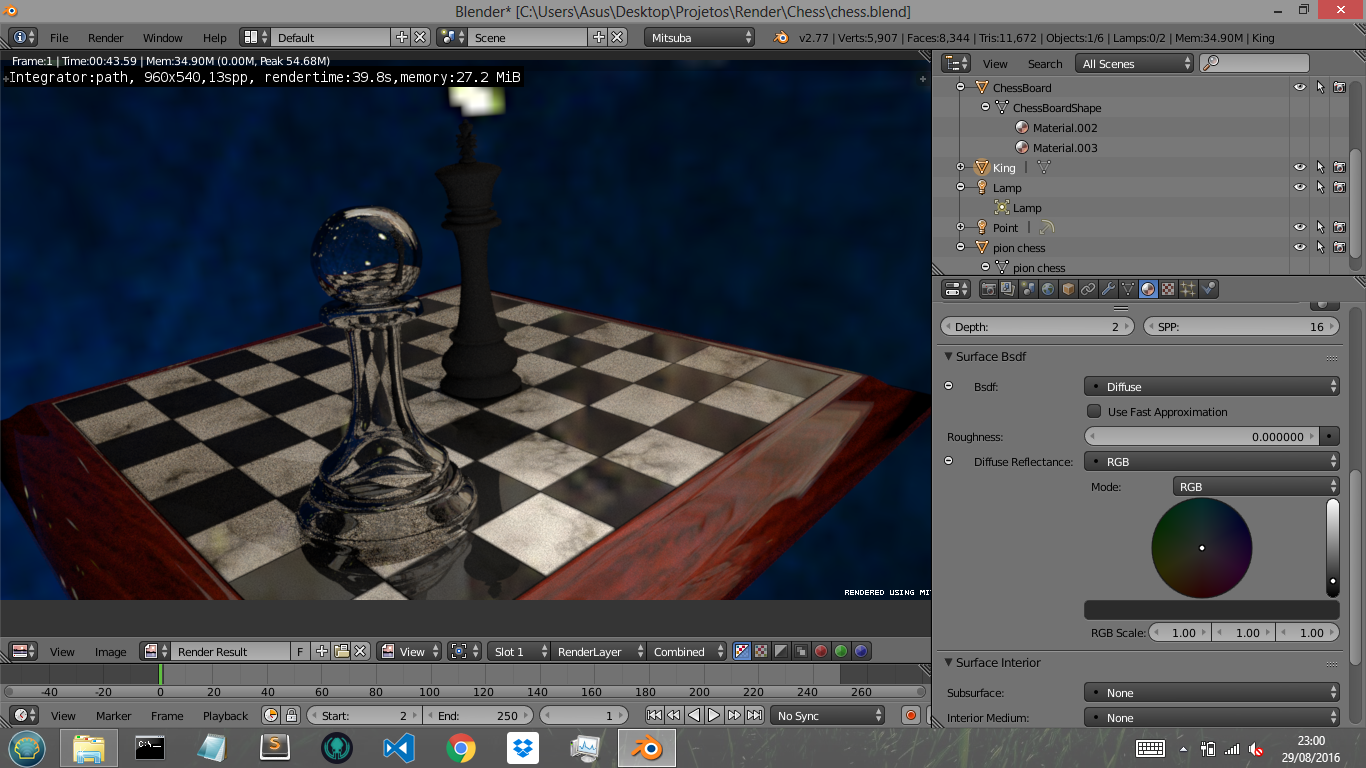 Blender* [C:\Users\Asus\Desktop\Projetos\Render\Chess\chess.blend]
File Render Window Help Default Scene Mitsuba v2.77 | Verts:5,907 | Faces:8,344 | Tris:11,672 | Objects:1/6 | Lamps:0/2 | Mem:34.90M | King
Frame:1 | Time:00:43.59 | Mem:34.90M (0.00M, Peak 54.68M)
Integrator:path, 960x540,13spp, rendertime:39.8s,memory:27.2 MiB
RENDERED USING MIT
View Search All Scenes
ChessBoard
ChessBoardShape
Material.002
Material.003
King
Lamp
Lamp
Point
pion chess
pion chess
Depth: 2 SPP: 16
Surface Bsdf
Bsdf: Diffuse
Use Fast Approximation
Roughness: 0.000000
Diffuse Reflectance: RGB
Mode: RGB
RGB Scale: 1.00 1.00 1.00
Surface Interior
Subsurface: None
Interior Medium: None
View Image Render Result F View Slot 1 RenderLayer Combined
-40 -20 0 20 40 60 80 100 120 140 160 180 200 220 240 260
View Marker Frame Playback Start: 2 End: 250 1 No Sync
C:\_
S
23:00
29/08/2016